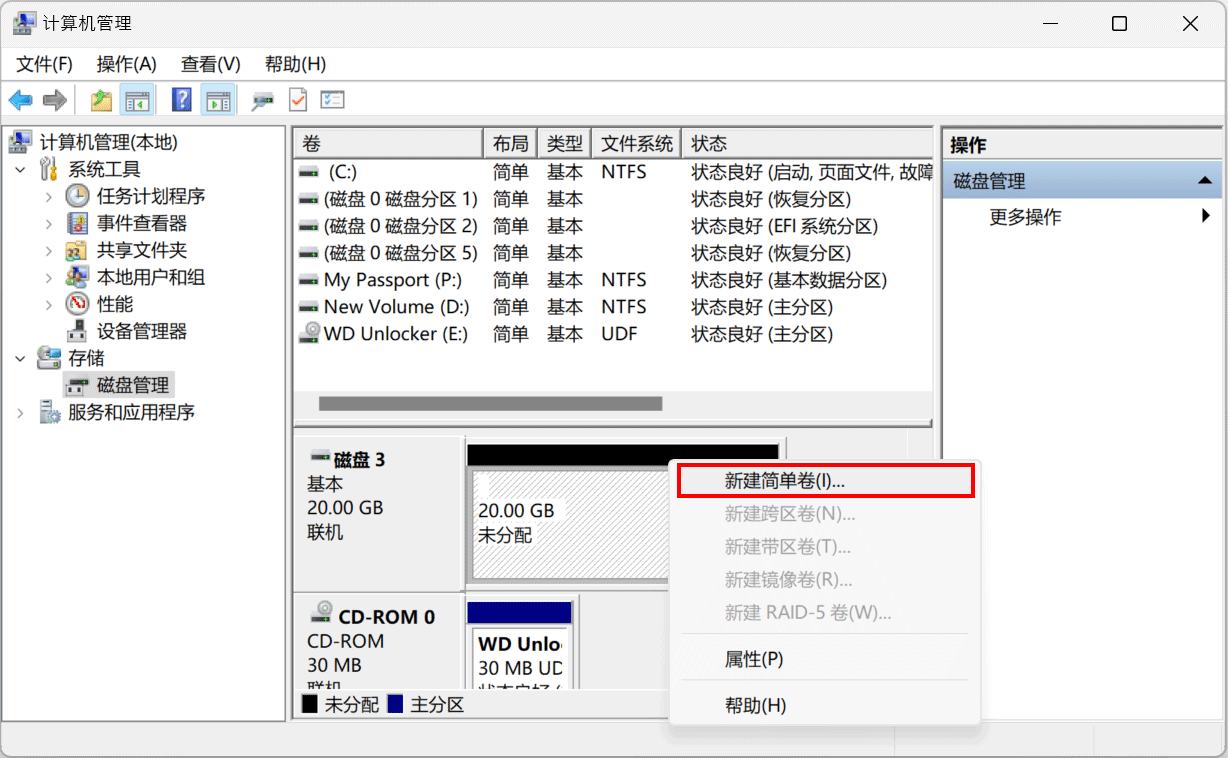 计算机管理
文件(F) 操作(A) 查看(V) 帮助(H)
计算机管理(本地)
系统工具
任务计划程序
事件查看器
共享文件夹
本地用户和组
性能
设备管理器
存储
磁盘管理
服务和应用程序
卷 布局 类型 文件系统 状态
(C:) 简单 基本 NTFS 状态良好 (启动, 页面文件, 故障
(磁盘 0 磁盘分区 1) 简单 基本 状态良好 (恢复分区)
(磁盘 0 磁盘分区 2) 简单 基本 状态良好 (EFI 系统分区)
(磁盘 0 磁盘分区 5) 简单 基本 状态良好 (恢复分区)
My Passport (P:) 简单 基本 NTFS 状态良好 (基本数据分区)
New Volume (D:) 简单 基本 NTFS 状态良好 (主分区)
WD Unlocker (E:) 简单 基本 UDF 状态良好 (主分区)
磁盘 3
基本
20.00 GB
联机
20.00 GB
未分配
CD-ROM 0
CD-ROM
30 MB
联机
WD Unlo
30 MB UD
状态良好 (
未分配 主分区
新建简单卷(I)...
新建跨区卷(N)...
新建带区卷(T)...
新建镜像卷(R)...
新建 RAID-5 卷(W)...
属性(P)
帮助(H)
操作
磁盘管理
更多操作